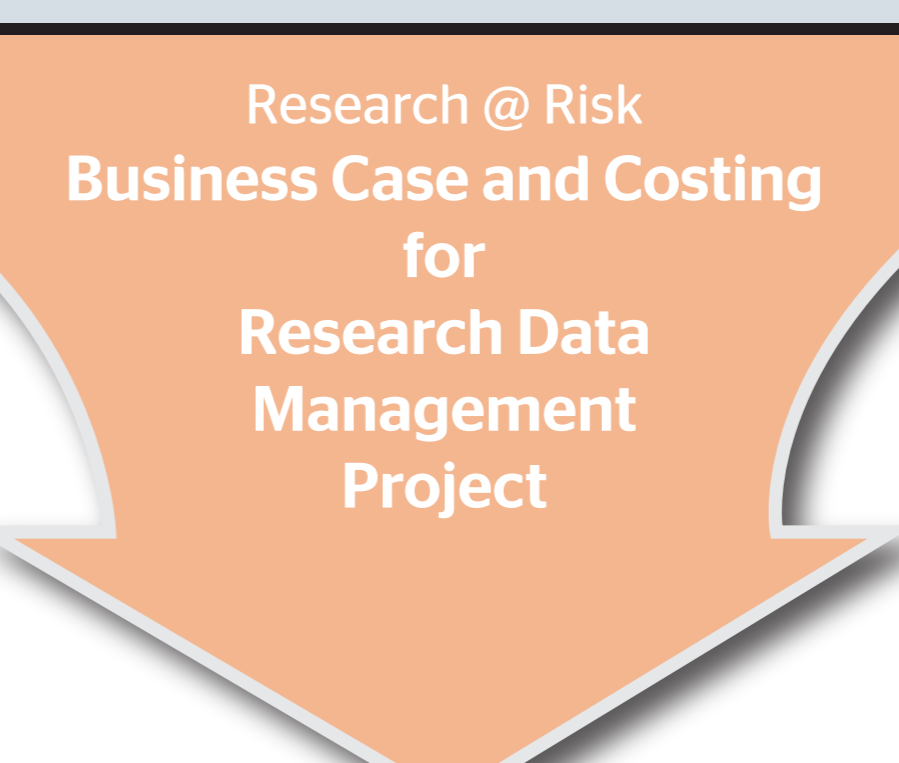 Research @ Risk
Business Case and Costing
for
Research Data
Management
Project